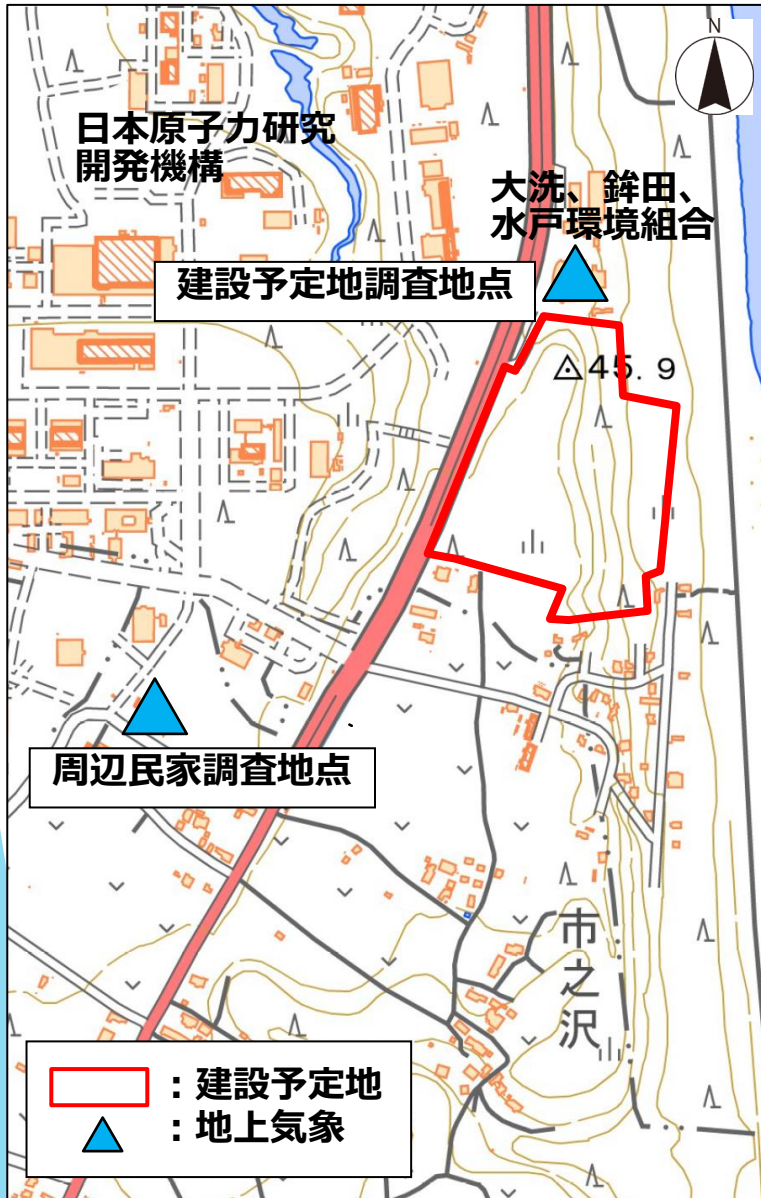 N
日本原子力研究
開発機構
大洗、鉾田、
水戸環境組合
建設予定地調査地点
45.9
周辺民家調査地点
市之沢
：建設予定地
：地上気象